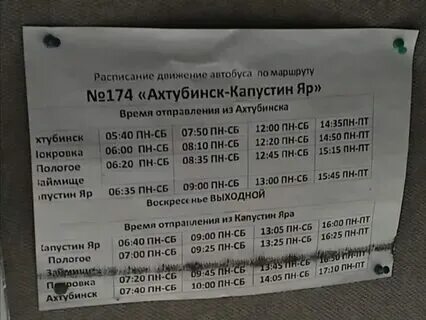 Расписание движение автобуса по маршруту
№174 «Ахтубинск-Капустин Яр»
Время отправления из Ахтубинска
хтубинск 05:40 ПН-СБ 07:50 ПН-СБ 12:00 ПН-СБ 14:35ПН-ПТ
окровка 06:00 ПН-СБ 08:10 ПН-СБ 12:20 ПН-СБ 14:50 ПН-ПТ
Пологое 06:20 ПН-СБ 08:35 ПН-СБ 12:45 ПН-СБ 15:15 ПН-ПТ
аймище
апустин Яр 06:35 ПН-СБ 09:00 ПН-СБ 13:00 ПН-СБ 15:45 ПН-ПТ
Воскреснье ВЫХОДНОЙ
Время отправления из Капустин Яра
Капустин Яр 06:40 ПН-СБ 09:00 ПН-СБ 13:05 ПН-СБ 16:00 ПН-ПТ
Пологое 07:00 ПН-СБ 09:25 ПН-СБ 13:25 ПН-СБ 16:25 ПН-ПТ
Займище
Покровка 07:20 ПН-СБ 09:45 ПН-СБ 13:45 ПН-СБ 16:50 ПН-ПТ
Ахтубинск 07:40 ПН-СБ 10:00 ПН-СБ 14:05 ПН-СБ 17:10 ПН-ПТ